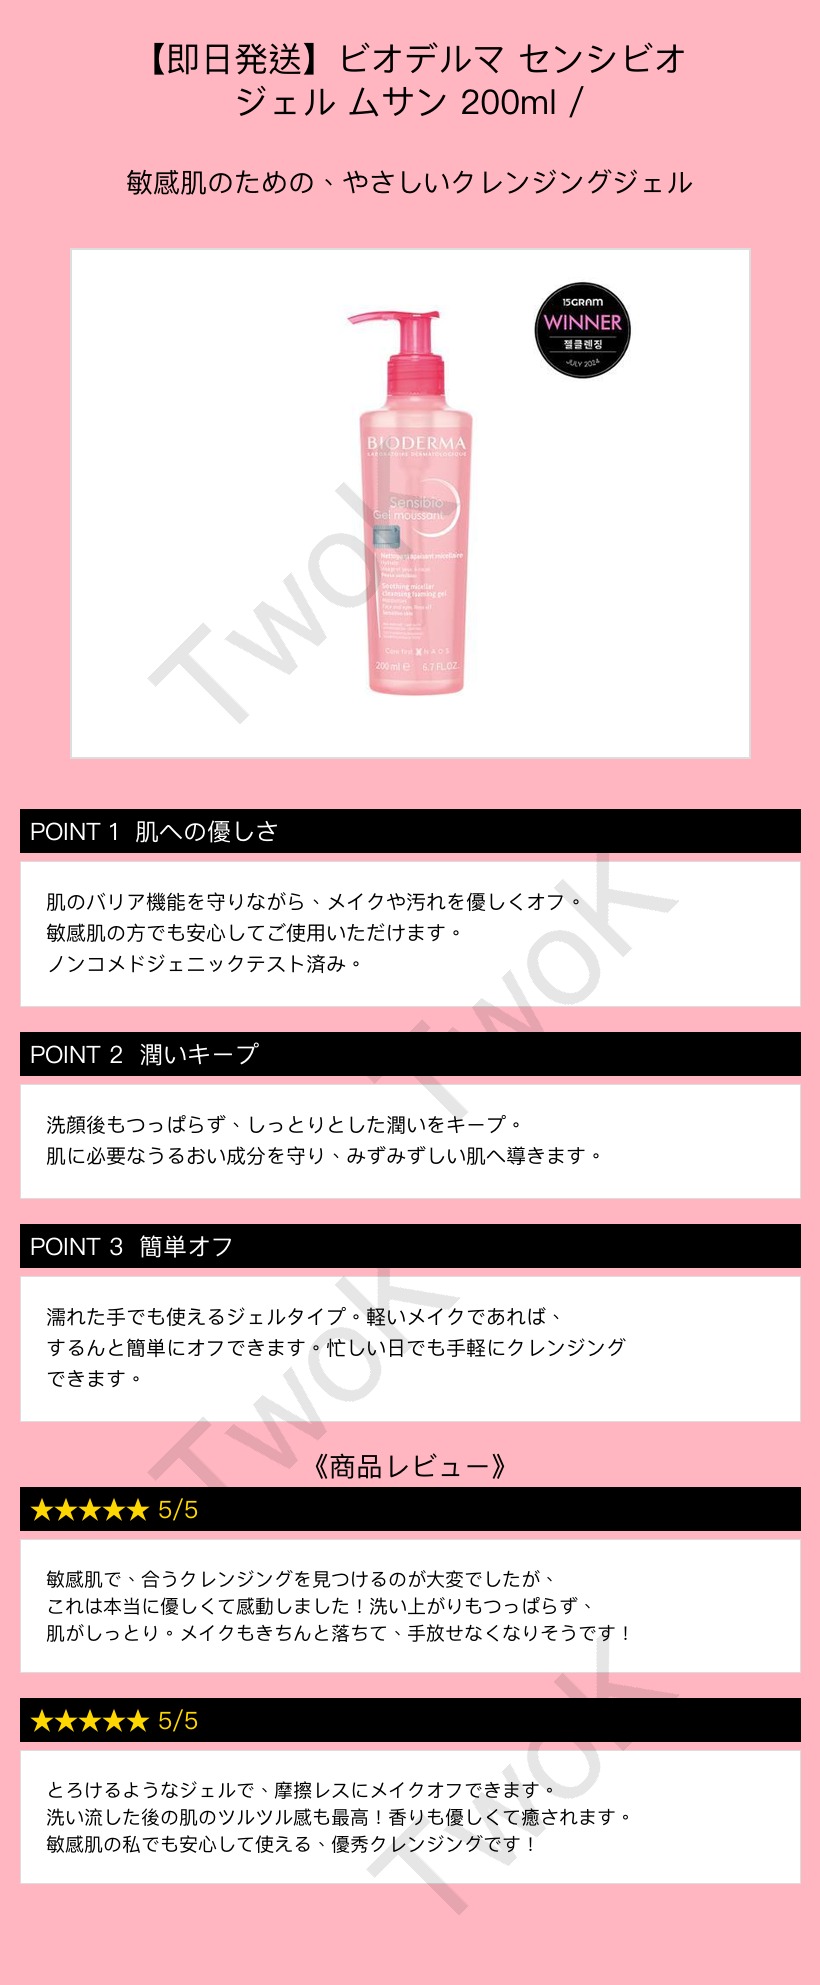 【即日発送】ビオデルマ センシビオ
ジェル ムサン 200ml /
敏感肌のための、やさしいクレンジングジェル
15GRAM
WINNER
젤클렌징
JULY 2024
BIODERMA
LABORATOIRE DERMATOLOGIQUE
Sensibio
Gel moussant
Nettoyant apaisant micellaire
Soothing micellar
cleansing foaming gel
Sensitive skin
Care first NAOS
200 ml e 6.7 FL.OZ.
TwoK
POINT 1 肌への優しさ
肌のバリア機能を守りながら、メイクや汚れを優しくオフ。
敏感肌の方でも安心してご使用いただけます。
ノンコメドジェニックテスト済み。
TwoK
POINT 2 潤いキープ
洗顔後もつっぱらず、しっとりとした潤いをキープ。
肌に必要なうるおい成分を守り、みずみずしい肌へ導きます。
POINT 3 簡単オフ
濡れた手でも使えるジェルタイプ。軽いメイクであれば、
するんと簡単にオフできます。忙しい日でも手軽にクレンジング
できます。
TwoK
《商品レビュー》
★★★★★ 5/5
敏感肌で、合うクレンジングを見つけるのが大変でしたが、
これは本当に優しくて感動しました！洗い上がりもつっぱらず、
肌がしっとり。メイクもきちんと落ちて、手放せなくなりそうです！
★★★★★ 5/5
とろけるようなジェルで、摩擦レスにメイクオフできます。
洗い流した後の肌のツルツル感も最高！香りも優しくて癒されます。
敏感肌の私でも安心して使える、優秀クレンジングです！
TwoK